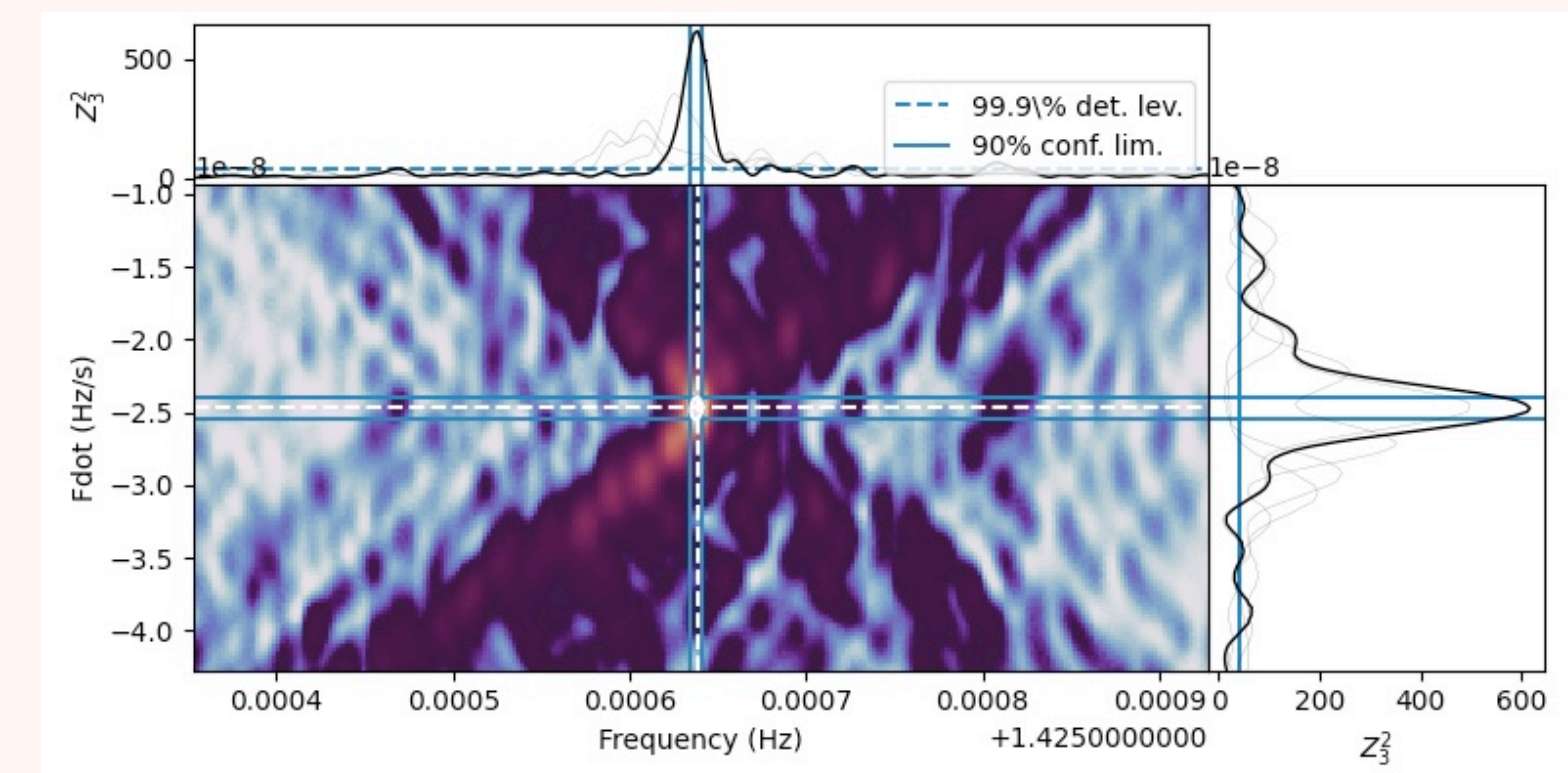 500
Z_3^2
0
99.9\% det. lev.
90% conf. lim.
1e−8
1e−8
−1.0
−1.5
−2.0
−2.5
−3.0
−3.5
−4.0
Fdot (Hz/s)
0.0004 0.0005 0.0006 0.0007 0.0008 0.0009
Frequency (Hz)
+1.4250000000
0 200 400 600
Z_3^2